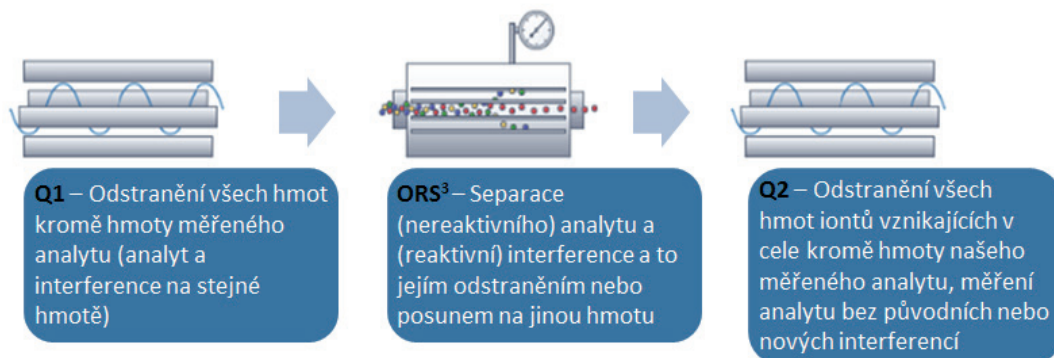 Q1 – Odstranění všech hmot
kromě hmoty měřeného
analytu (analyt a
interference na stejné
hmotě)
ORS³ – Separace
(nereaktivního) analytu a
(reaktivní) interference a to
jejím odstraněním nebo
posunem na jinou hmotu
Q2 – Odstranění všech
hmot iontů vznikajících v
cele kromě hmoty našeho
měřeného analytu, měření
analytu bez původních nebo
nových interferencí